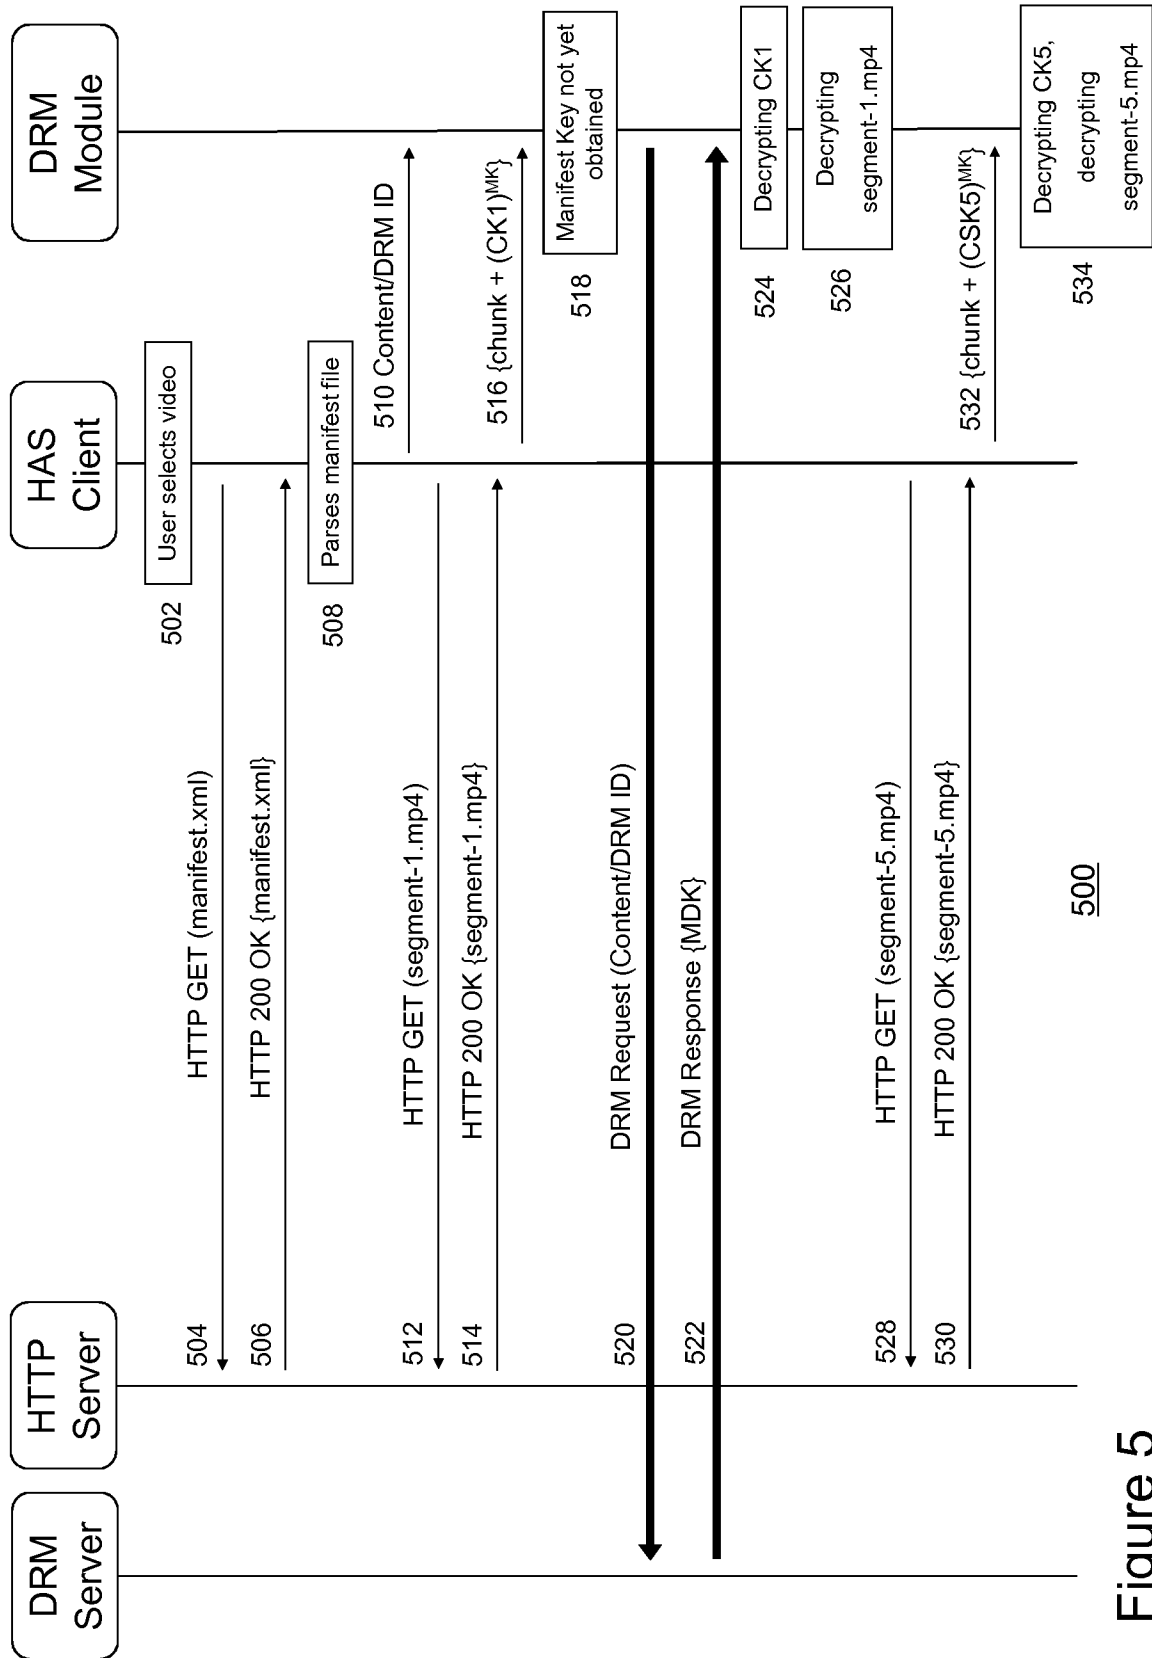 DRM
Server
HTTP
Server
HAS
Client
DRM
Module
502
User selects video
504
HTTP GET (manifest.xml)
506
HTTP 200 OK {manifest.xml}
508
Parses manifest file
510 Content/DRM ID
512
HTTP GET (segment-1.mp4)
514
HTTP 200 OK {segment-1.mp4}
516 {chunk + (CK1)^MK}
518
Manifest Key not yet
obtained
520
DRM Request (Content/DRM ID)
522
DRM Response {MDK}
524
Decrypting CK1
526
Decrypting
segment-1.mp4
528
HTTP GET (segment-5.mp4)
530
HTTP 200 OK {segment-5.mp4}
532 {chunk + (CSK5)^MK}
534
Decrypting CK5,
decrypting
segment-5.mp4
500
Figure 5